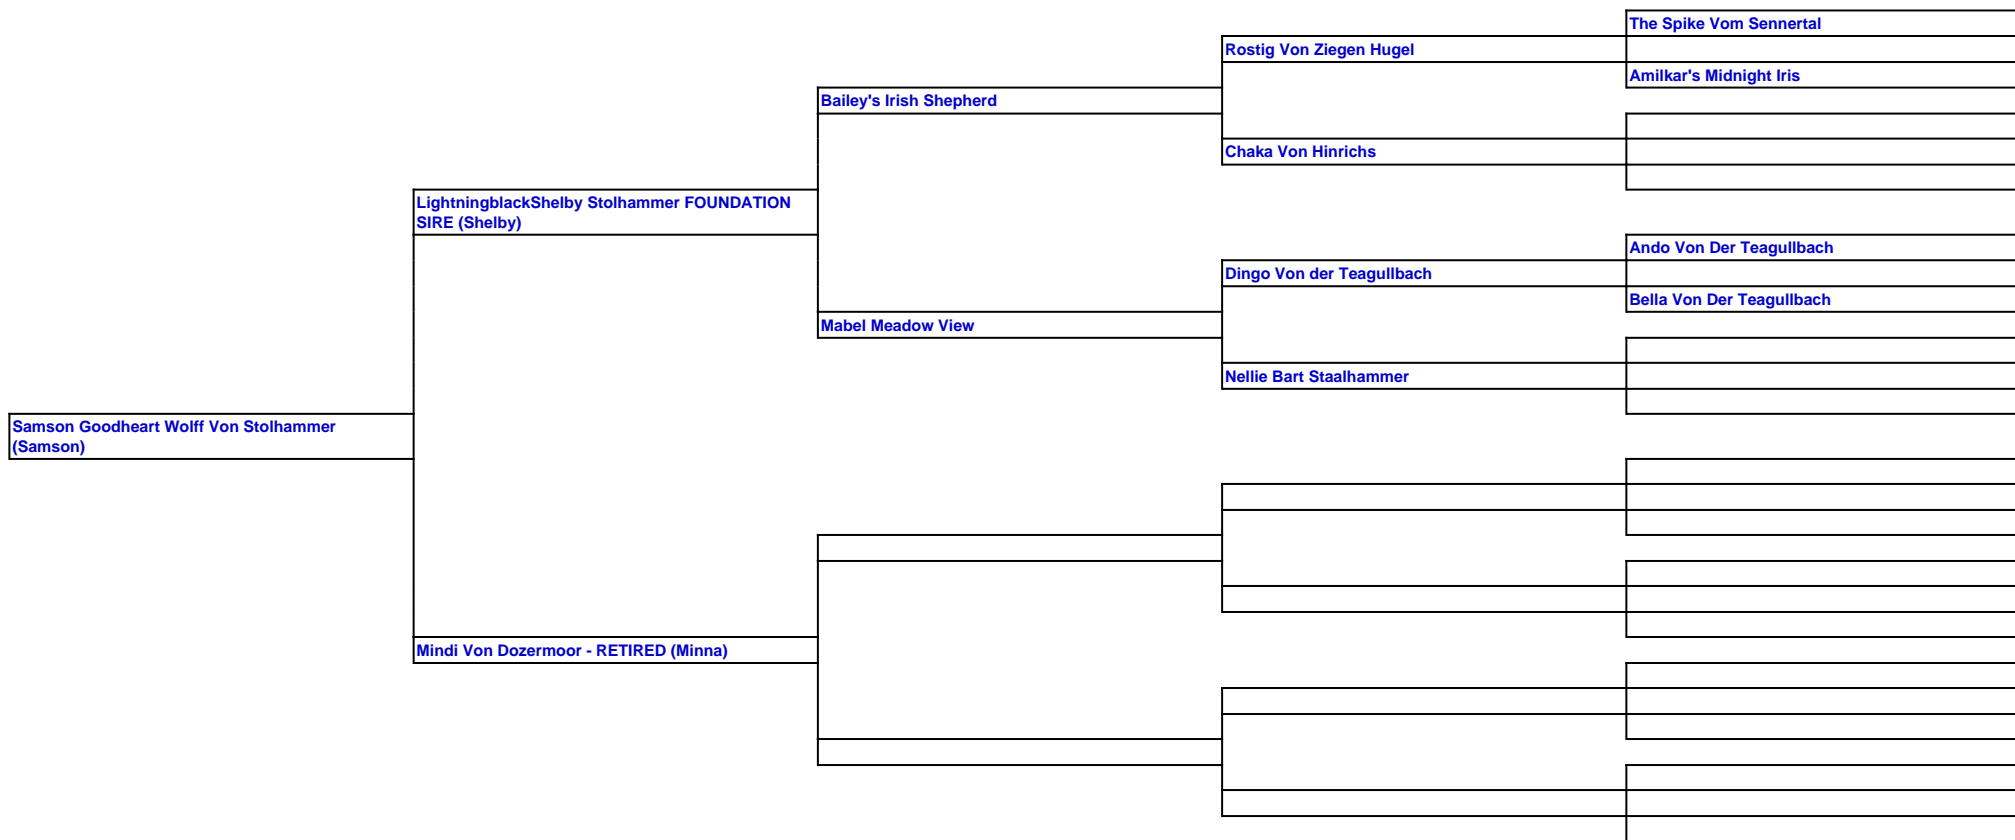 The Spike Vom Sennertal
Rostig Von Ziegen Hugel
Amilkar's Midnight Iris
Bailey's Irish Shepherd
Chaka Von Hinrichs
LightningblackShelby Stolhammer FOUNDATION
SIRE (Shelby)
Ando Von Der Teagullbach
Dingo Von der Teagullbach
Bella Von Der Teagullbach
Mabel Meadow View
Nellie Bart Staalhammer
Samson Goodheart Wolff Von Stolhammer
(Samson)
Mindi Von Dozermoor - RETIRED (Minna)